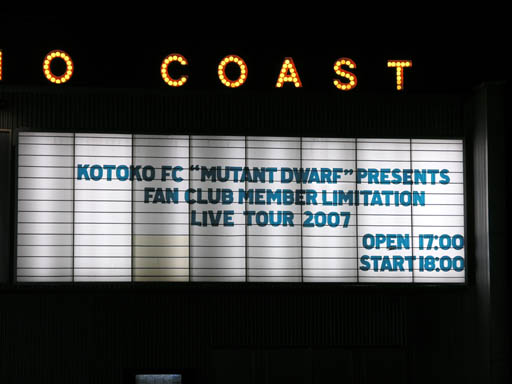 IO COAST
KOTOKO FC "MUTANT DWARF" PRESENTS
FAN CLUB MEMBER LIMITATION
LIVE TOUR 2007
OPEN 17:00
START 18:00